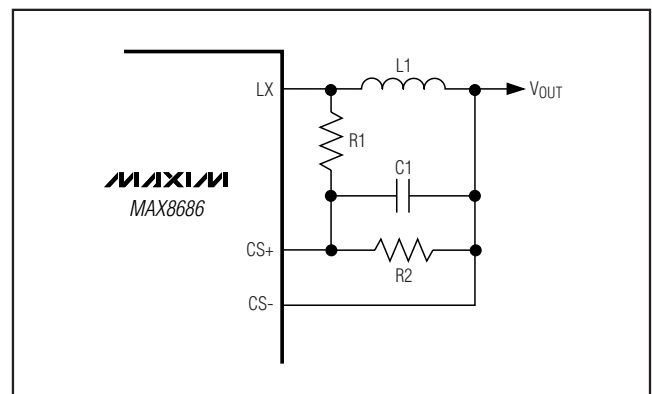 L1
LX
VOUT
R1
C1
MAXIM
MAX8686
CS+
R2
CS-